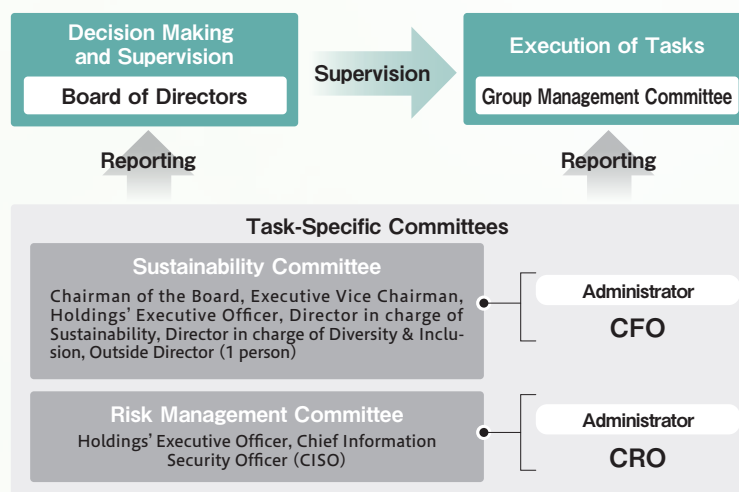 Decision Making
and Supervision
Board of Directors
Supervision
Execution of Tasks
Group Management Committee
Reporting
Reporting
Task-Specific Committees
Sustainability Committee
Chairman of the Board, Executive Vice Chairman,
Holdings' Executive Officer, Director in charge of
Sustainability, Director in charge of Diversity & Inclu-
sion, Outside Director (1 person)
Administrator
CFO
Risk Management Committee
Holdings' Executive Officer, Chief Information
Security Officer (CISO)
Administrator
CRO